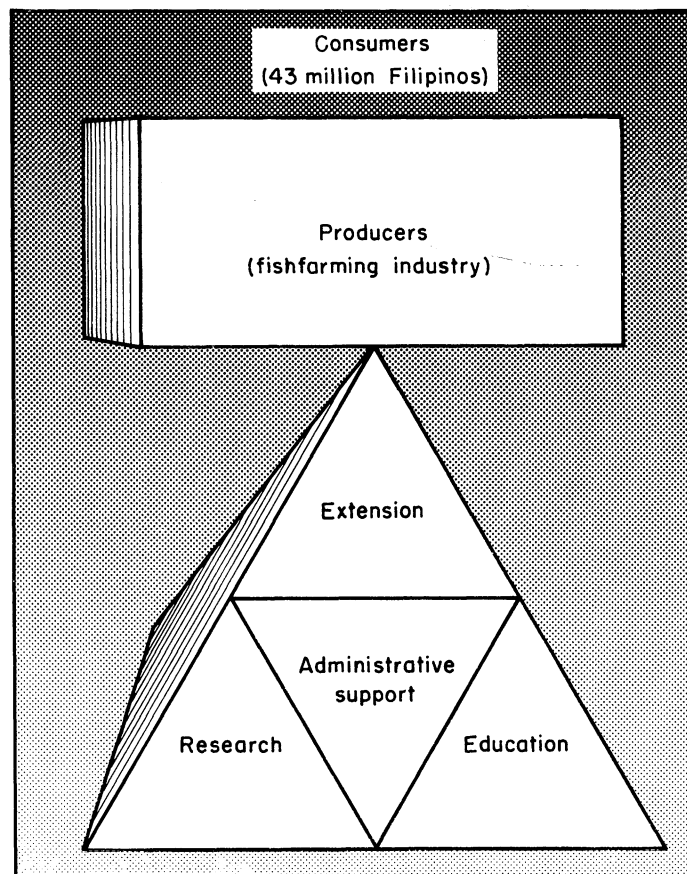 Consumers
(43 million Filipinos)
Producers
(fishfarming industry)
Extension
Administrative
support
Research
Education